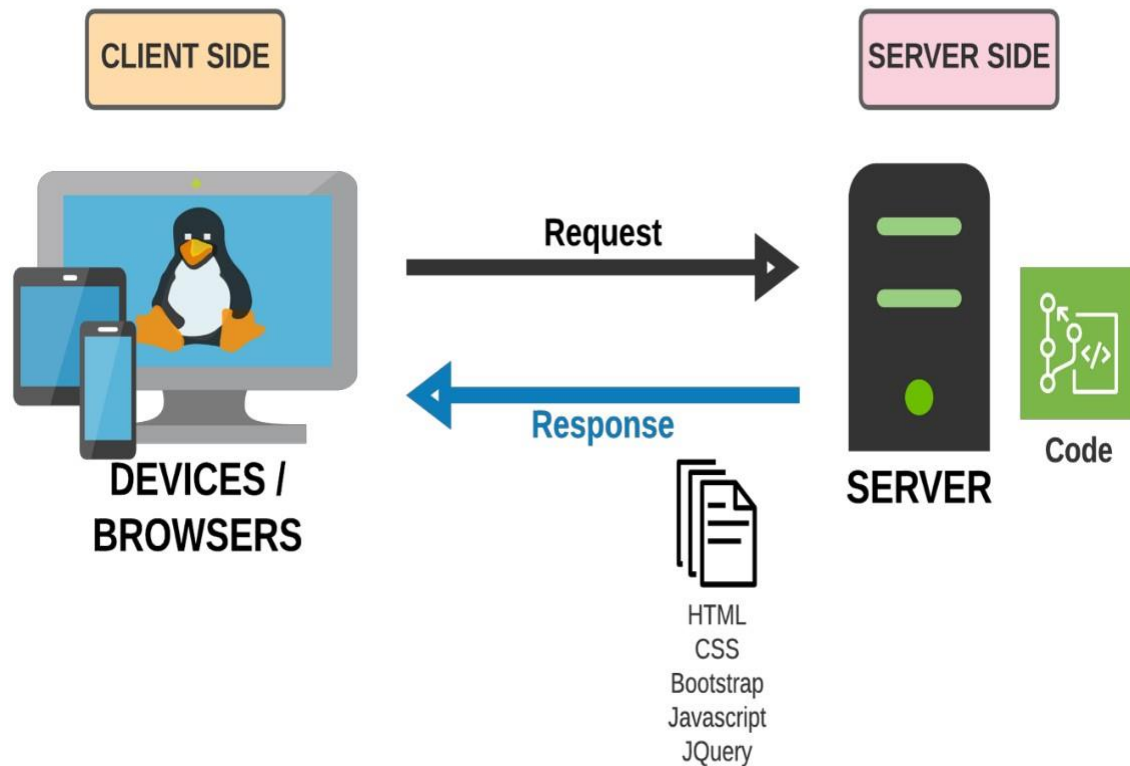 CLIENT SIDE
SERVER SIDE
Request
Response
</>
Code
DEVICES /
BROWSERS
SERVER
HTML
CSS
Bootstrap
Javascript
JQuery